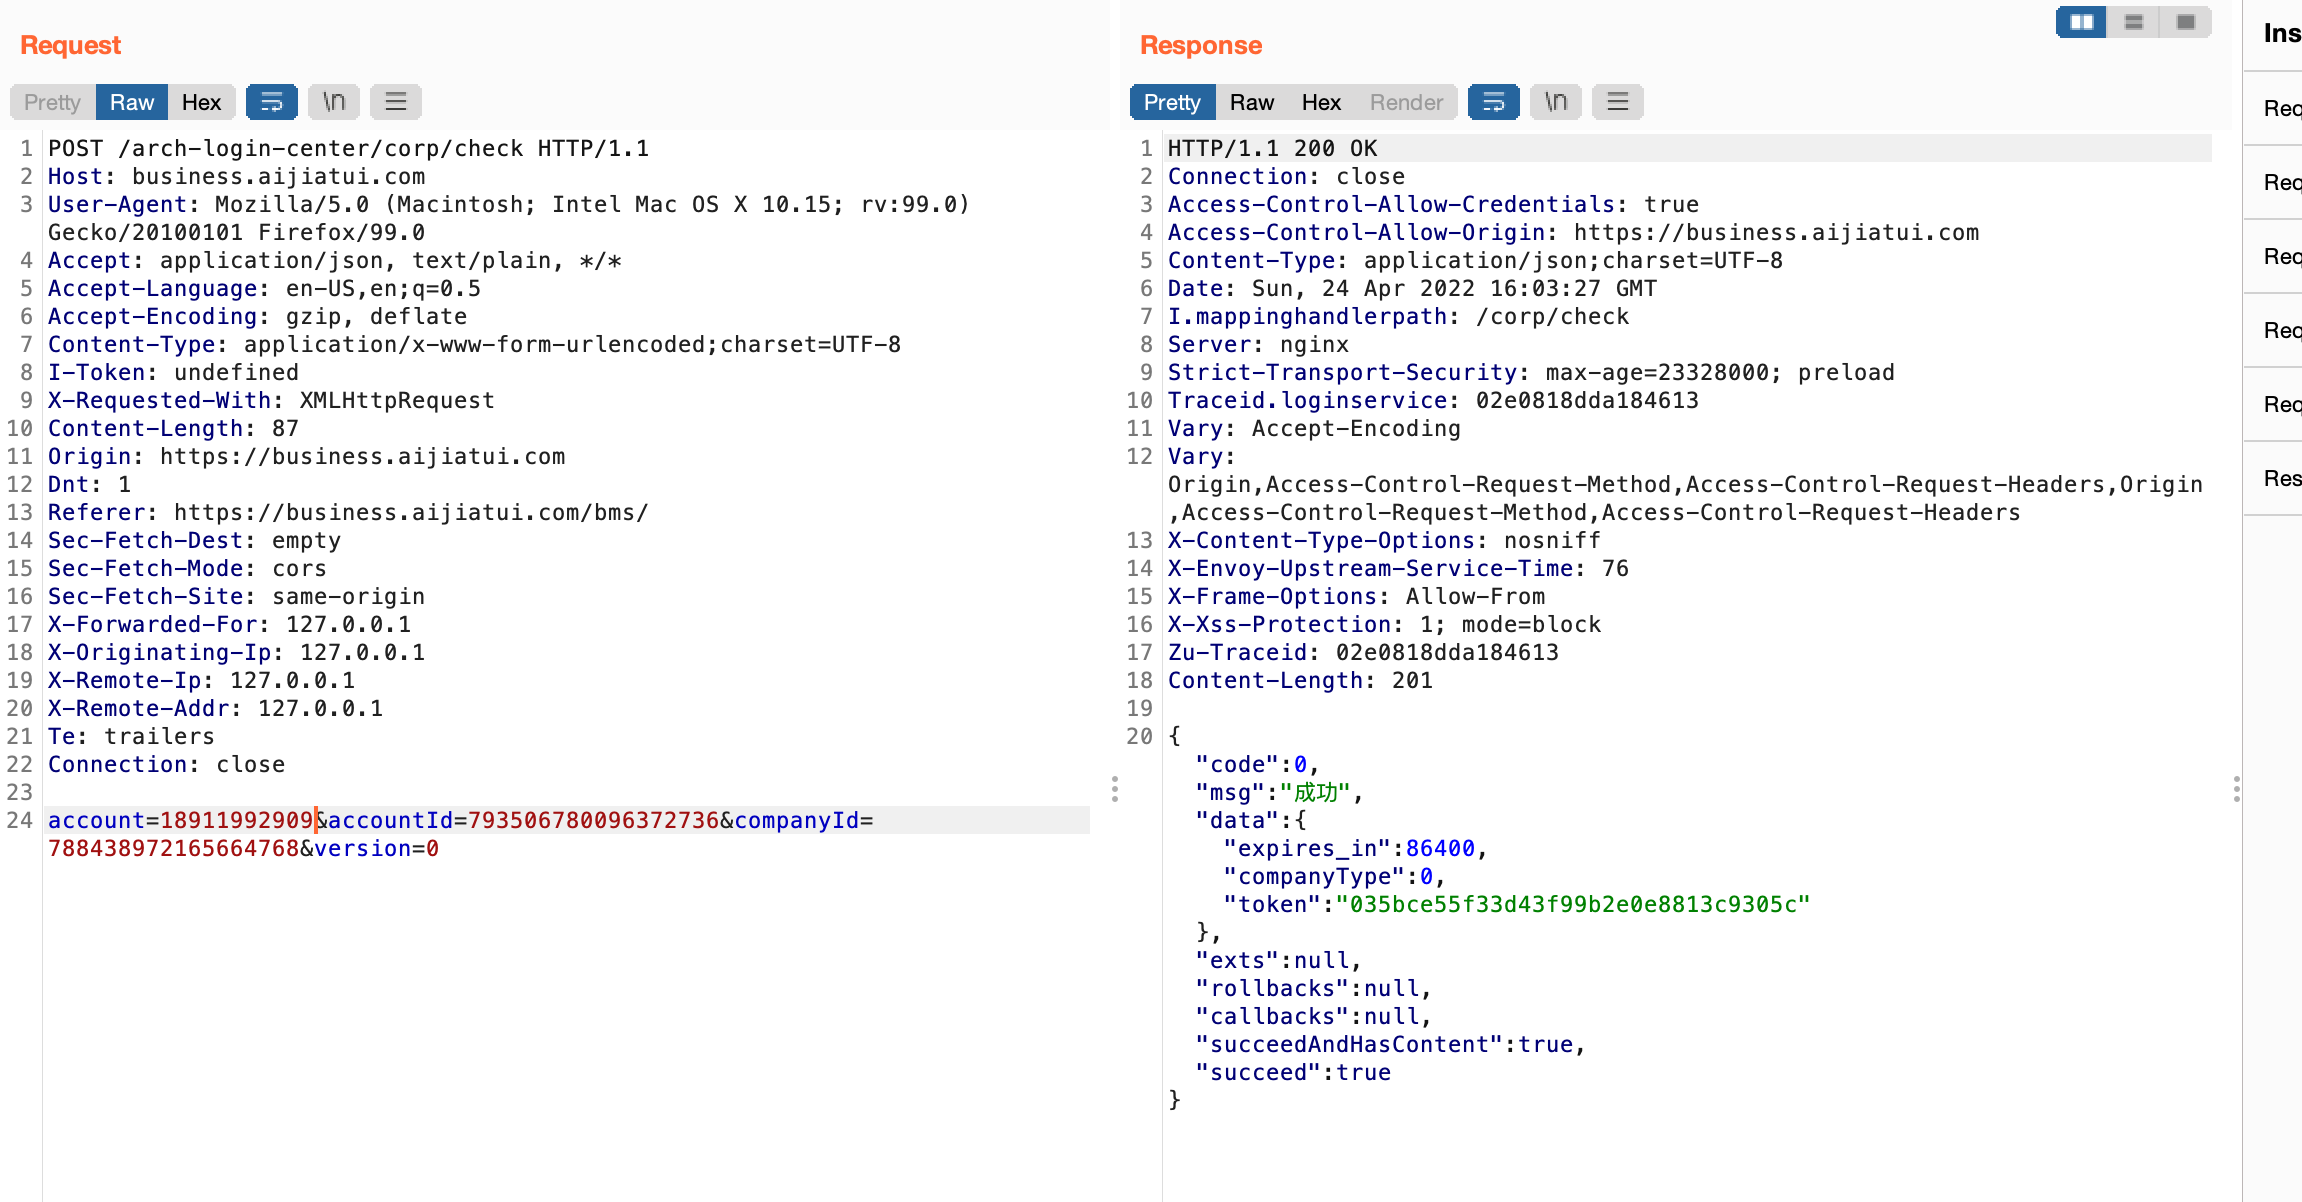 Request
Pretty Raw Hex \n
1 POST /arch-login-center/corp/check HTTP/1.1
2 Host: business.aijiatui.com
3 User-Agent: Mozilla/5.0 (Macintosh; Intel Mac OS X 10.15; rv:99.0)
Gecko/20100101 Firefox/99.0
4 Accept: application/json, text/plain, */*
5 Accept-Language: en-US,en;q=0.5
6 Accept-Encoding: gzip, deflate
7 Content-Type: application/x-www-form-urlencoded;charset=UTF-8
8 I-Token: undefined
9 X-Requested-With: XMLHttpRequest
10 Content-Length: 87
11 Origin: https://business.aijiatui.com
12 Dnt: 1
13 Referer: https://business.aijiatui.com/bms/
14 Sec-Fetch-Dest: empty
15 Sec-Fetch-Mode: cors
16 Sec-Fetch-Site: same-origin
17 X-Forwarded-For: 127.0.0.1
18 X-Originating-Ip: 127.0.0.1
19 X-Remote-Ip: 127.0.0.1
20 X-Remote-Addr: 127.0.0.1
21 Te: trailers
22 Connection: close
23
24 account=18911992909&accountId=793506780096372736&companyId=
788438972165664768&version=0
Response
Pretty Raw Hex Render \n
1 HTTP/1.1 200 OK
2 Connection: close
3 Access-Control-Allow-Credentials: true
4 Access-Control-Allow-Origin: https://business.aijiatui.com
5 Content-Type: application/json;charset=UTF-8
6 Date: Sun, 24 Apr 2022 16:03:27 GMT
7 I.mappinghandlerpath: /corp/check
8 Server: nginx
9 Strict-Transport-Security: max-age=23328000; preload
10 Traceid.loginservice: 02e0818dda184613
11 Vary: Accept-Encoding
12 Vary:
Origin,Access-Control-Request-Method,Access-Control-Request-Headers,Origin
,Access-Control-Request-Method,Access-Control-Request-Headers
13 X-Content-Type-Options: nosniff
14 X-Envoy-Upstream-Service-Time: 76
15 X-Frame-Options: Allow-From
16 X-Xss-Protection: 1; mode=block
17 Zu-Traceid: 02e0818dda184613
18 Content-Length: 201
19
20 {
"code":0,
"msg":"成功",
"data":{
"expires_in":86400,
"companyType":0,
"token":"035bce55f33d43f99b2e0e8813c9305c"
},
"exts":null,
"rollbacks":null,
"callbacks":null,
"succeedAndHasContent":true,
"succeed":true
}
Ins
Req
Req
Req
Req
Req
Res